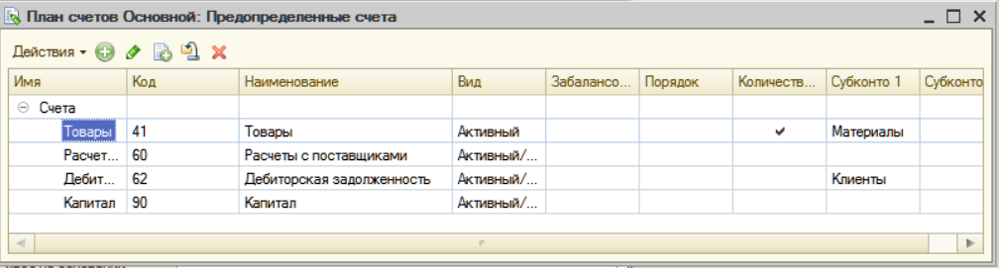 План счетов Основной: Предопределенные счета
Действия
Имя Код Наименование Вид Забалансо... Порядок Количеств... Субконто 1 Субконто
Счета
Товары 41 Товары Активный Материалы
Расчет... 60 Расчеты с поставщиками Активный/...
Дебит... 62 Дебиторская задолженность Активный/... Клиенты
Капитал 90 Капитал Активный/...